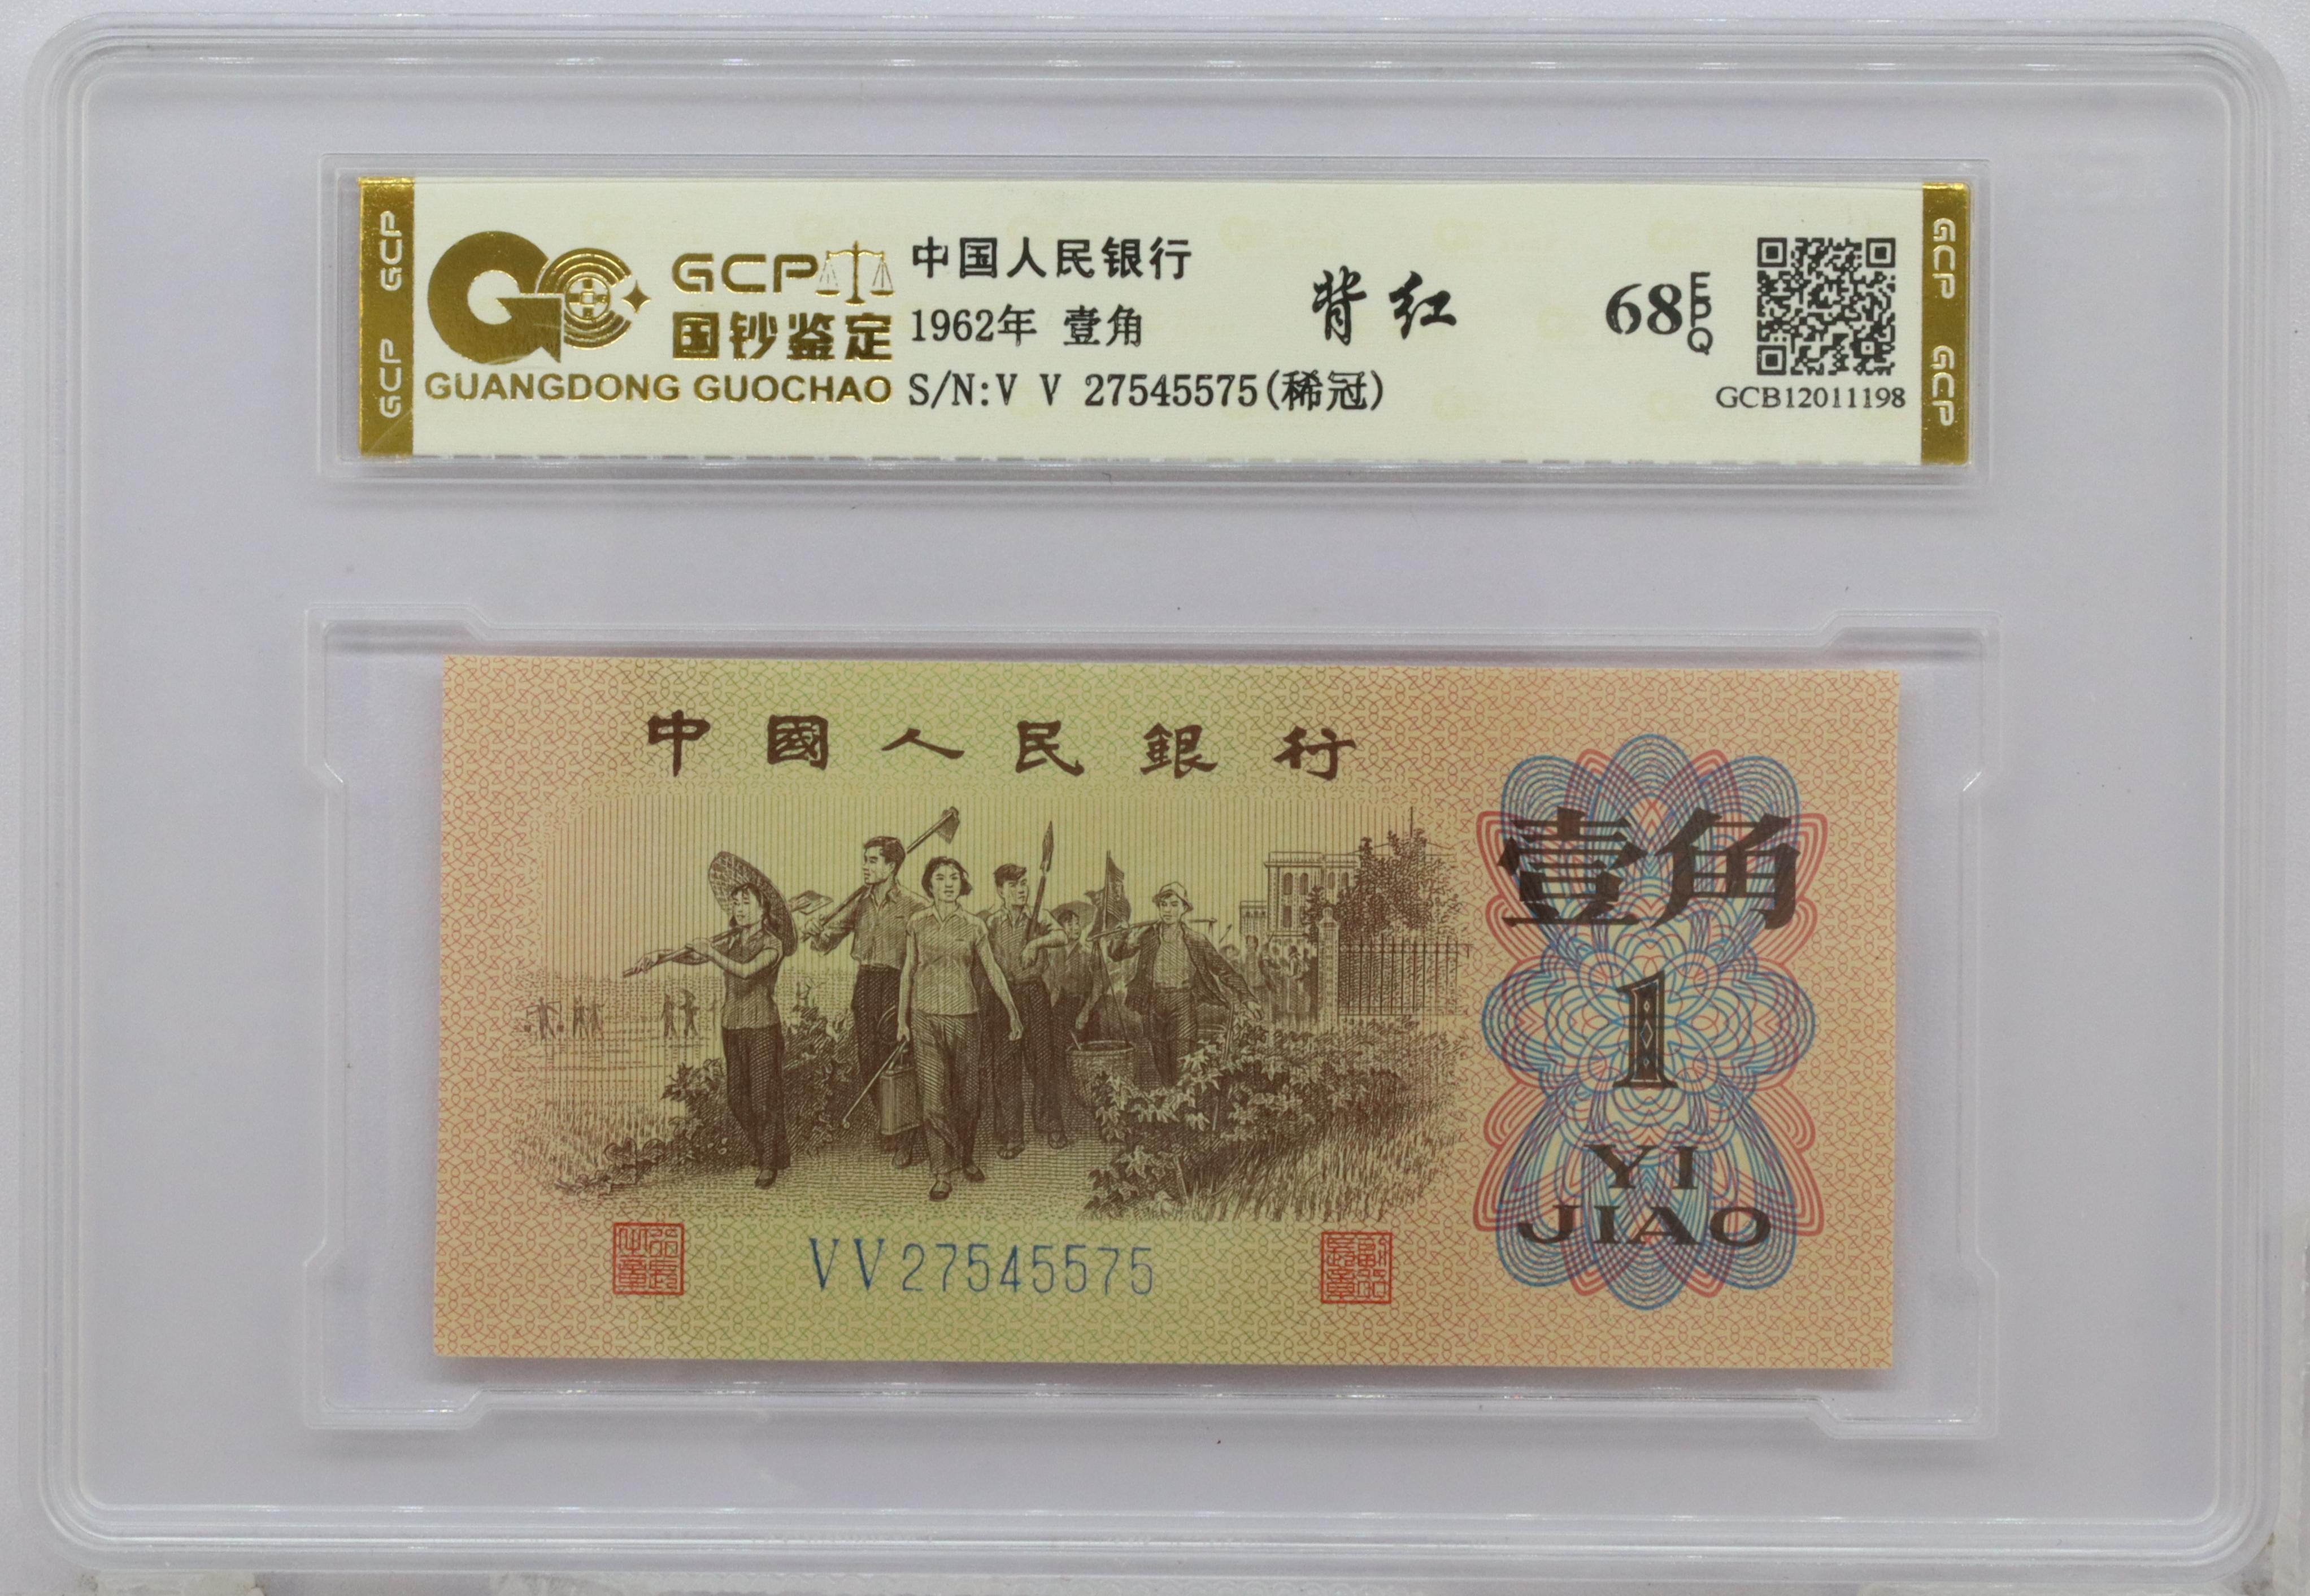 GCP GCP
GCP
国钞鉴定
GUANGDONG GUOCHAO
中国人民银行
1962年 壹角
S/N:V V 27545575(稀冠)
背红
68 EPQ
GCB12011198
GCP GCP
中國人民銀行
壹角
1
YI
JIAO
VV27545575